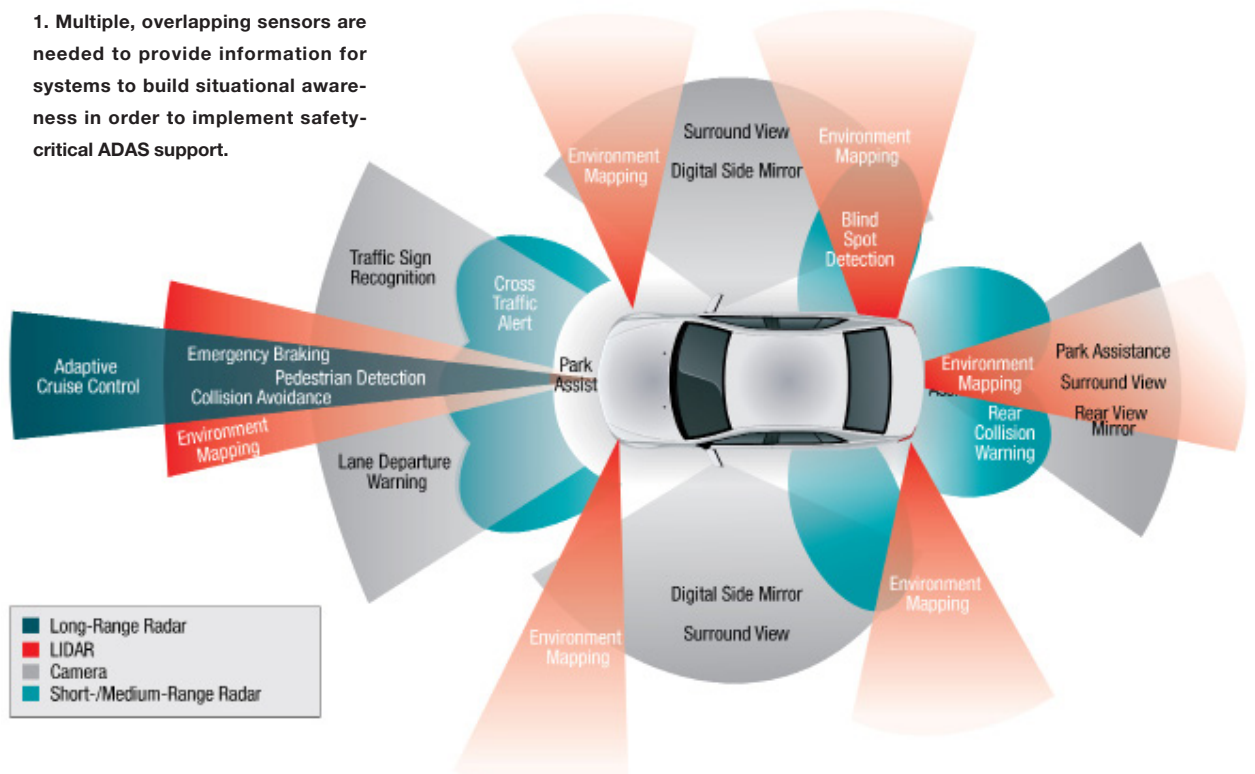 1. Multiple, overlapping sensors are
needed to provide information for
systems to build situational aware-
ness in order to implement safety-
critical ADAS support.
Environment
Mapping
Surround View
Digital Side Mirror
Environment
Mapping
Blind
Spot
Detection
Traffic Sign
Recognition
Cross
Traffic
Alert
Adaptive
Cruise Control
Emergency Braking
Pedestrian Detection
Collision Avoidance
Environment
Mapping
Lane Departure
Warning
Park
Assist
Environment
Mapping
Rear
Collision
Warning
Park Assistance
Surround View
Rear View
Mirror
Environment
Mapping
Digital Side Mirror
Surround View
Environment
Mapping
Long-Range Radar
LIDAR
Camera
Short-/Medium-Range Radar